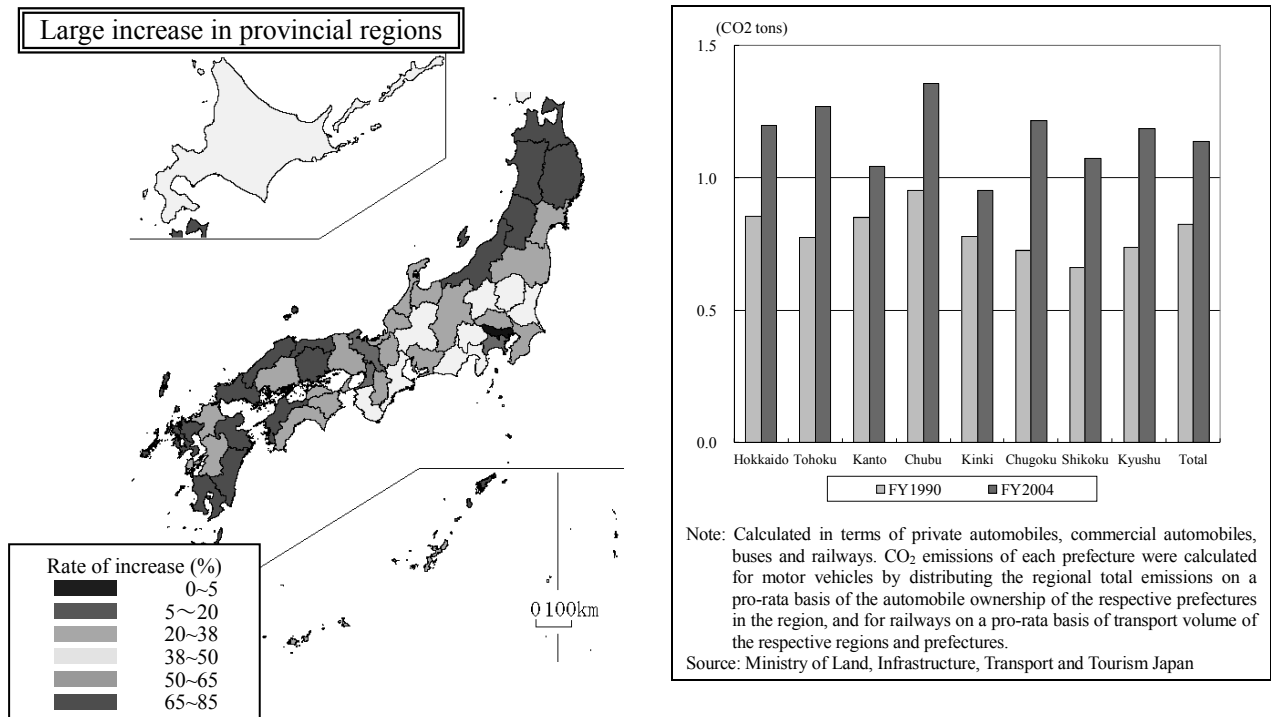 Large increase in provincial regions
Rate of increase (%)
0~5
5～20
20~38
38~50
50~65
65~85
0 100km
(CO2 tons)
1.5
1.0
0.5
0.0
Hokkaido Tohoku Kanto Chubu Kinki Chugoku Shikoku Kyushu Total
FY1990 FY2004
Note: Calculated in terms of private automobiles, commercial automobiles,
buses and railways. CO₂ emissions of each prefecture were calculated
for motor vehicles by distributing the regional total emissions on a
pro-rata basis of the automobile ownership of the respective prefectures
in the region, and for railways on a pro-rata basis of transport volume of
the respective regions and prefectures.
Source: Ministry of Land, Infrastructure, Transport and Tourism Japan